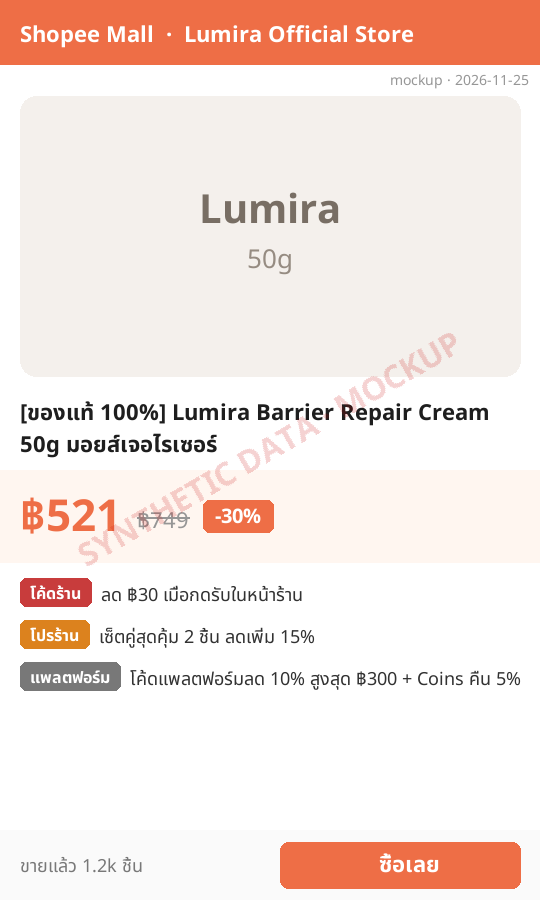 Shopee Mall · Lumira Official Store
mockup · 2026-11-25
Lumira
50g
[ของแท้ 100%] Lumira Barrier Repair Cream
50g มอยส์เจอไรเซอร์
฿521 ฿749 -30%
SYNTHETIC DATA · MOCKUP
โค้ดร้าน ลด ฿30 เมื่อกดรับในหน้าร้าน
โปรร้าน เซ็ตคู่สุดคุ้ม 2 ชิ้น ลดเพิ่ม 15%
แพลตฟอร์ม โค้ดแพลตฟอร์มลด 10% สูงสุด ฿300 + Coins คืน 5%
ขายแล้ว 1.2k ชิ้น ซื้อเลย